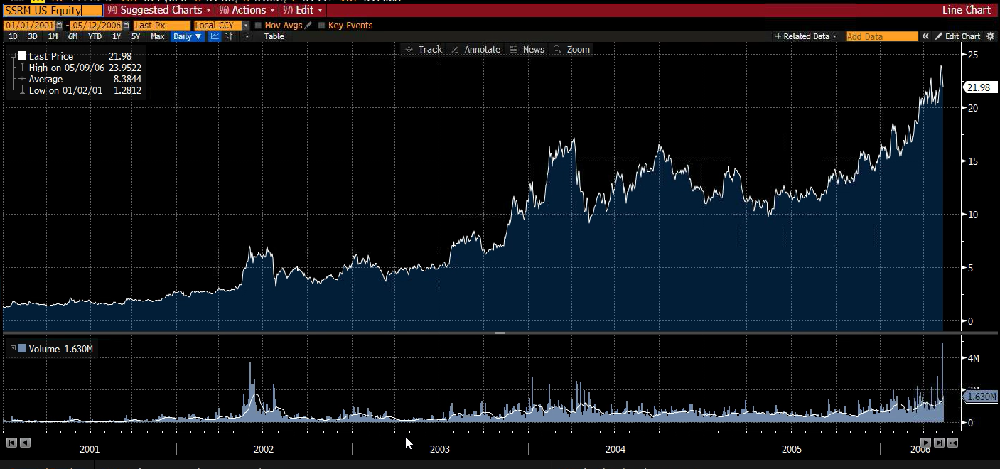 SSRM US Equity 94) Suggested Charts 96) Actions 97) Edit Line Chart
01/01/2001 - 05/12/2006 Last Px Local CCY Mov Avgs Key Events
1D 3D 1M 6M YTD 1Y 5Y Max Daily ▼ Table + Related Data Add Data « Edit Chart
Track Annotate News Zoom
Last Price 21.98
High on 05/09/06 23.9522
Average 8.3844
Low on 01/02/01 1.2812
25
21.98
20
15
10
5
0
Volume 1.630M
4M
2M
1.630M
0
2001 2002 2003 2004 2005 2006